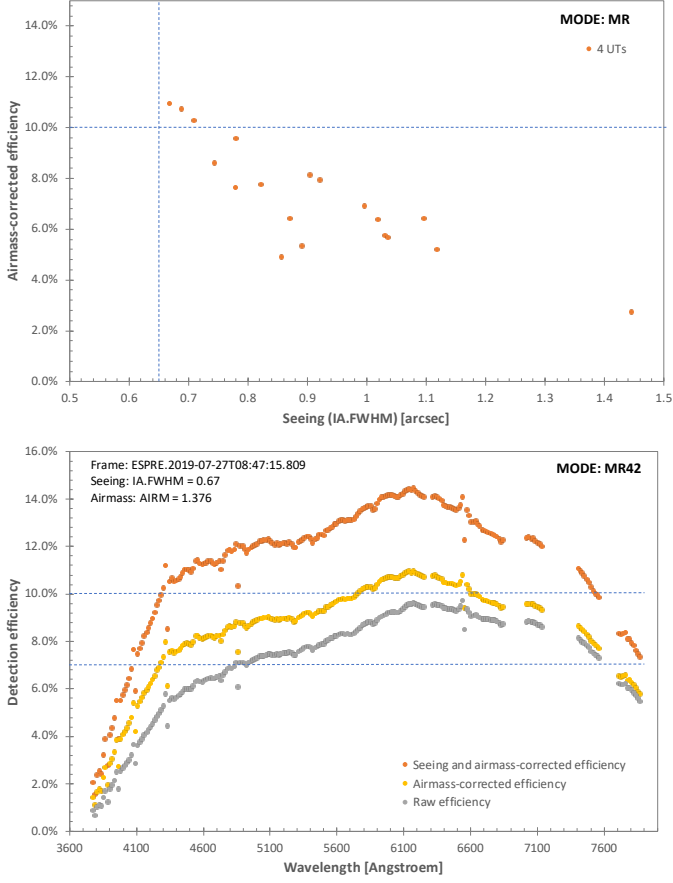 MODE: MR
4 UTs
Airmass-corrected efficiency
14.0%
12.0%
10.0%
8.0%
6.0%
4.0%
2.0%
0.0%
0.5 0.6 0.7 0.8 0.9 1 1.1 1.2 1.3 1.4 1.5
Seeing (IA.FWHM) [arcsec]
Frame: ESPRE.2019-07-27T08:47:15.809
Seeing: IA.FWHM = 0.67
Airmass: AIRM = 1.376
MODE: MR42
Detection efficiency
16.0%
14.0%
12.0%
10.0%
8.0%
6.0%
4.0%
2.0%
0.0%
Seeing and airmass-corrected efficiency
Airmass-corrected efficiency
Raw efficiency
3600 4100 4600 5100 5600 6100 6600 7100 7600
Wavelength [Angstroem]